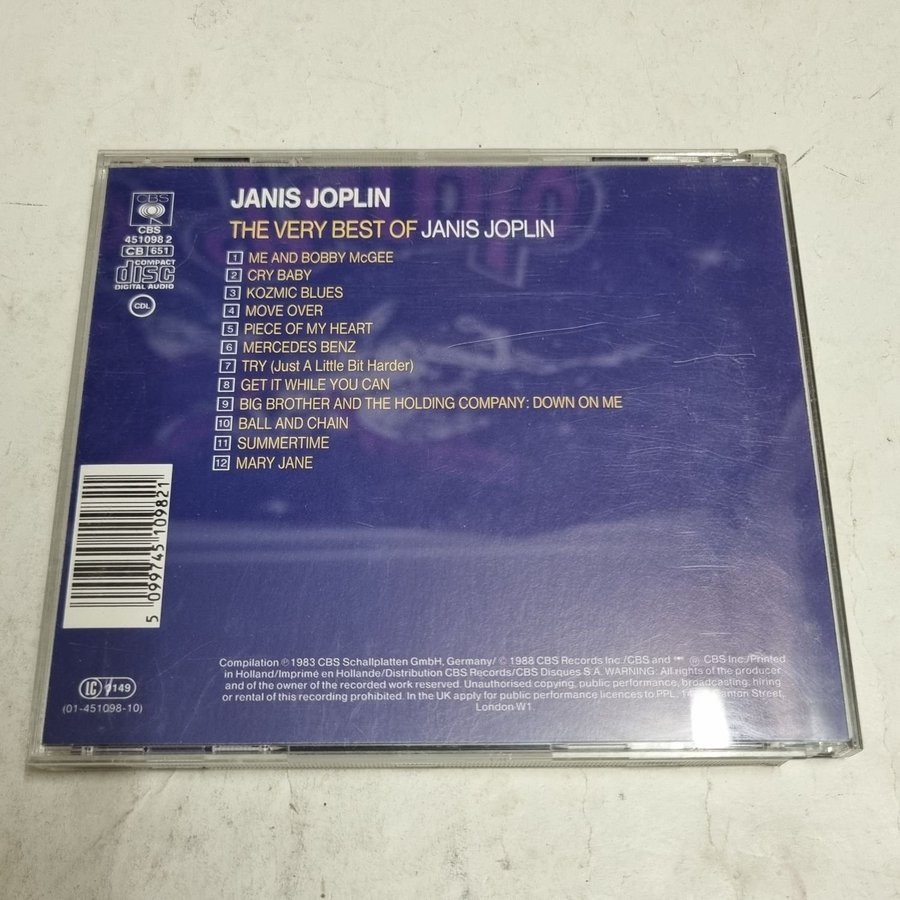 JANIS JOPLIN
THE VERY BEST OF JANIS JOPLIN
1 ME AND BOBBY McGEE
2 CRY BABY
3 KOZMIC BLUES
4 MOVE OVER
5 PIECE OF MY HEART
6 MERCEDES BENZ
7 TRY (Just A Little Bit Harder)
8 GET IT WHILE YOU CAN
9 BIG BROTHER AND THE HOLDING COMPANY: DOWN ON ME
10 BALL AND CHAIN
11 SUMMERTIME
12 MARY JANE
CBS
CBS
451098 2
CB 651
COMPACT
disc
DIGITAL AUDIO
CDL
5 099745 109821
LC 149
(01-451098-10)
Compilation ℗ 1983 CBS Schallplatten GmbH, Germany/ © 1988 CBS Records Inc./CBS and ® CBS Inc./Printed
in Holland/Imprimé en Hollande/Distribution CBS Records/CBS Disques S.A. WARNING: All rights of the producer
and of the owner of the recorded work reserved. Unauthorised copying, public performance, broadcasting, hiring
or rental of this recording prohibited. In the UK apply for public performance licences to PPL, Street,
London W1.